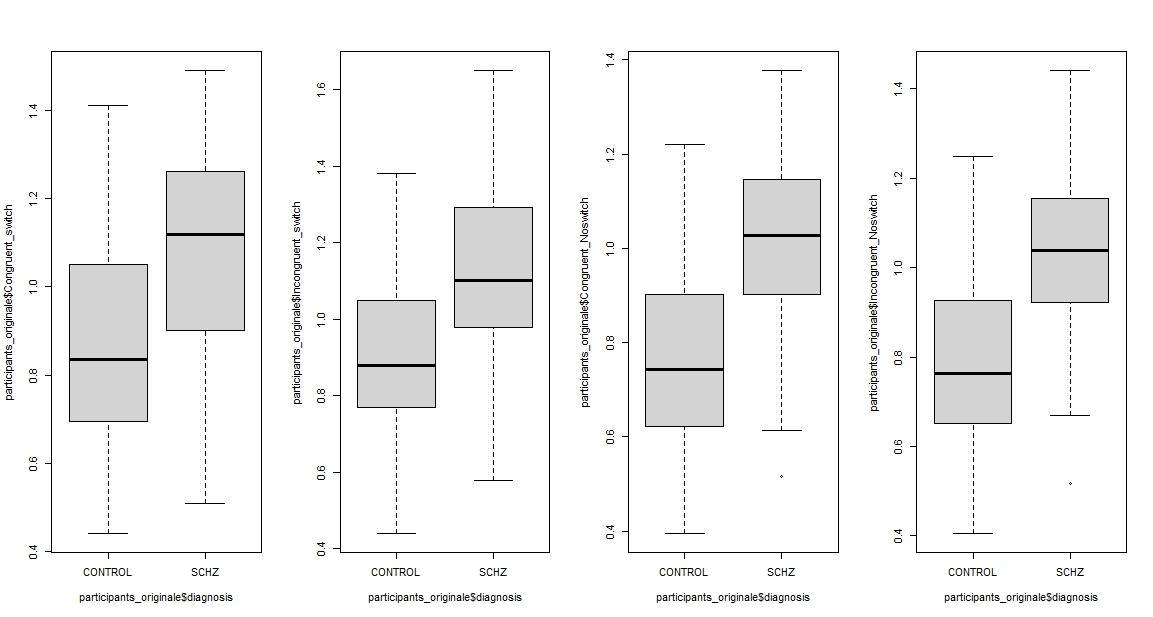 participants_originale$Congruent_switch
1.4
1.2
1.0
0.8
0.6
0.4
CONTROL SCHZ
participants_originale$diagnosis
participants_originale$Incongruent_switch
1.6
1.4
1.2
1.0
0.8
0.6
0.4
CONTROL SCHZ
participants_originale$diagnosis
participants_originale$Congruent_Noswitch
1.4
1.2
1.0
0.8
0.6
0.4
CONTROL SCHZ
participants_originale$diagnosis
participants_originale$Incongruent_Noswitch
1.4
1.2
1.0
0.8
0.6
0.4
CONTROL SCHZ
participants_originale$diagnosis